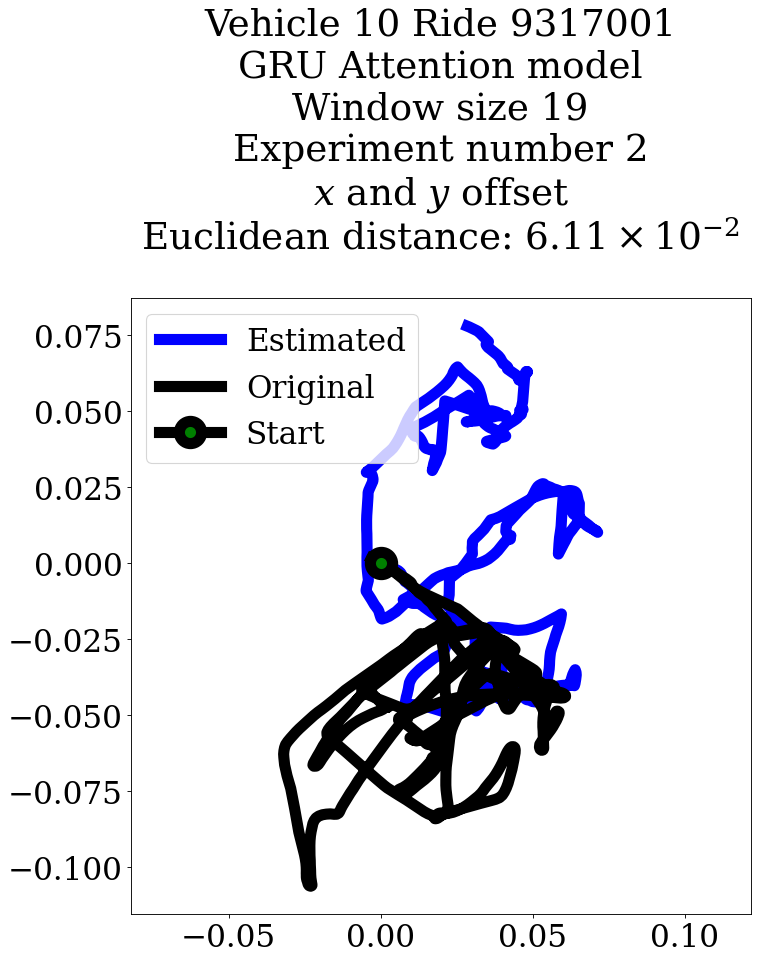 Vehicle 10 Ride 9317001
GRU Attention model
Window size 19
Experiment number 2
x and y offset
Euclidean distance: 6.11 × 10⁻²
Estimated
Original
Start
0.075
0.050
0.025
0.000
−0.025
−0.050
−0.075
−0.100
−0.05 0.00 0.05 0.10